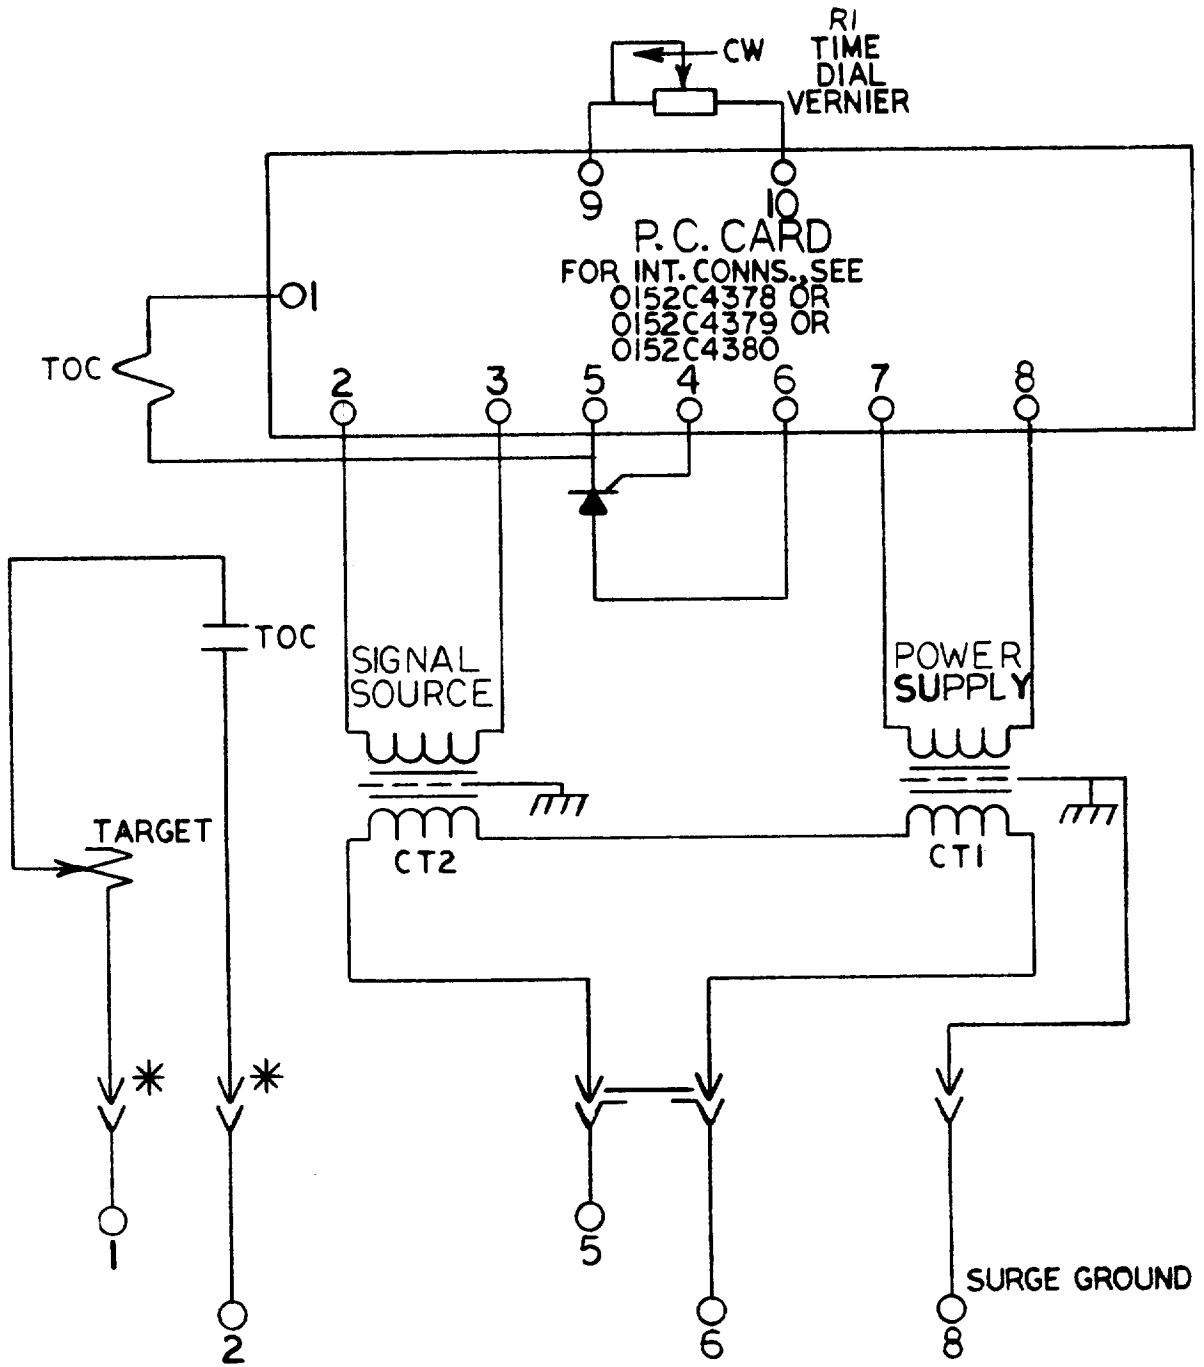 R1
TIME
DIAL
VERNIER
CW
9
10
P. C. CARD
FOR INT. CONNS., SEE
0152C4378 OR
0152C4379 OR
0152C4380
1
TOC
2
3
5
4
6
7
8
TOC
SIGNAL
SOURCE
POWER
SUPPLY
TARGET
CT2
CT1
*
*
1
2
5
6
SURGE GROUND
8